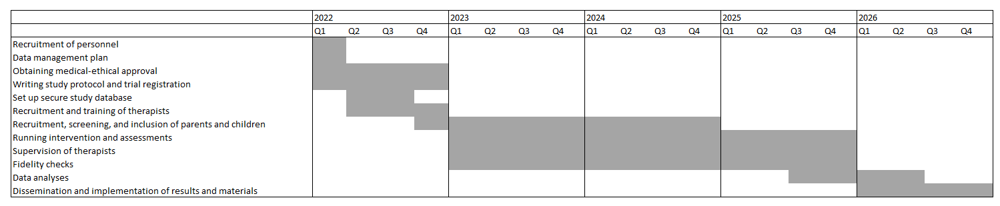 2022 2023 2024 2025 2026
Q1 Q2 Q3 Q4 Q1 Q2 Q3 Q4 Q1 Q2 Q3 Q4 Q1 Q2 Q3 Q4 Q1 Q2 Q3 Q4
Recruitment of personnel
Data management plan
Obtaining medical-ethical approval
Writing study protocol and trial registration
Set up secure study database
Recruitment and training of therapists
Recruitment, screening, and inclusion of parents and children
Running intervention and assessments
Supervision of therapists
Fidelity checks
Data analyses
Dissemination and implementation of results and materials